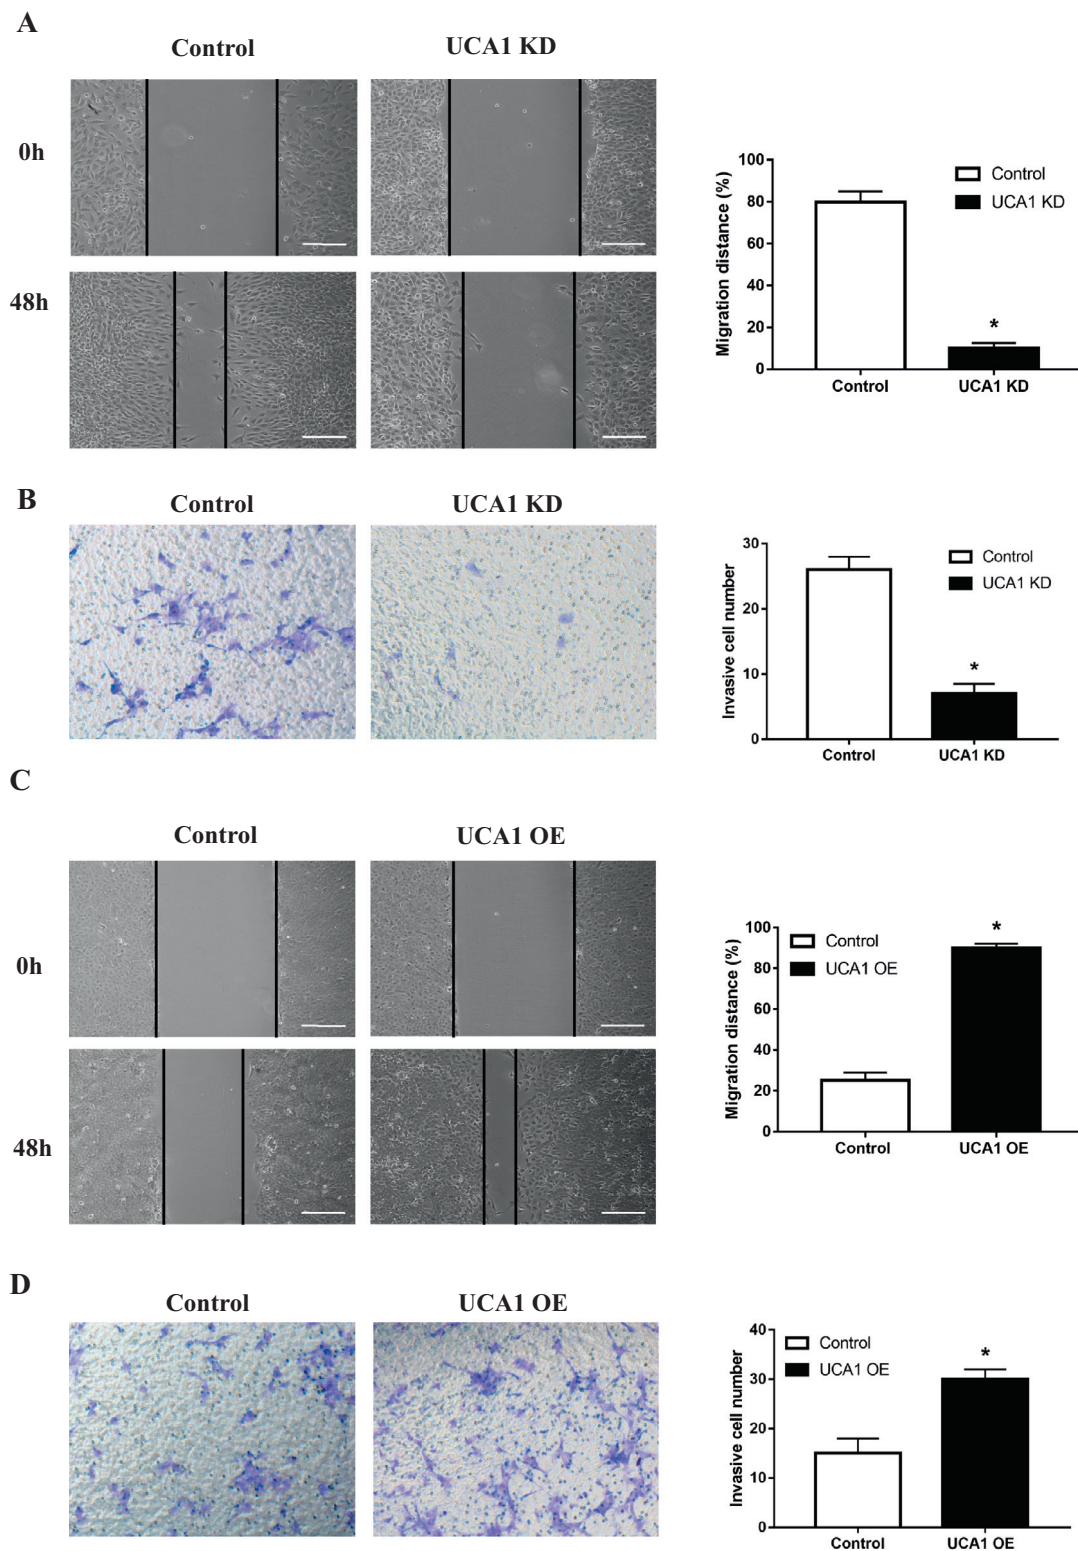 A
Control
UCA1 KD
0h
48h
Migration distance (%)
100
80
60
40
20
0
Control
UCA1 KD
*
Control
UCA1 KD
B
Control
UCA1 KD
Invasive cell number
30
20
10
0
Control
UCA1 KD
*
Control
UCA1 KD
C
Control
UCA1 OE
0h
48h
Migration distance (%)
100
80
60
40
20
0
Control
UCA1 OE
*
Control
UCA1 OE
D
Control
UCA1 OE
Invasive cell number
40
30
20
10
0
Control
UCA1 OE
*
Control
UCA1 OE